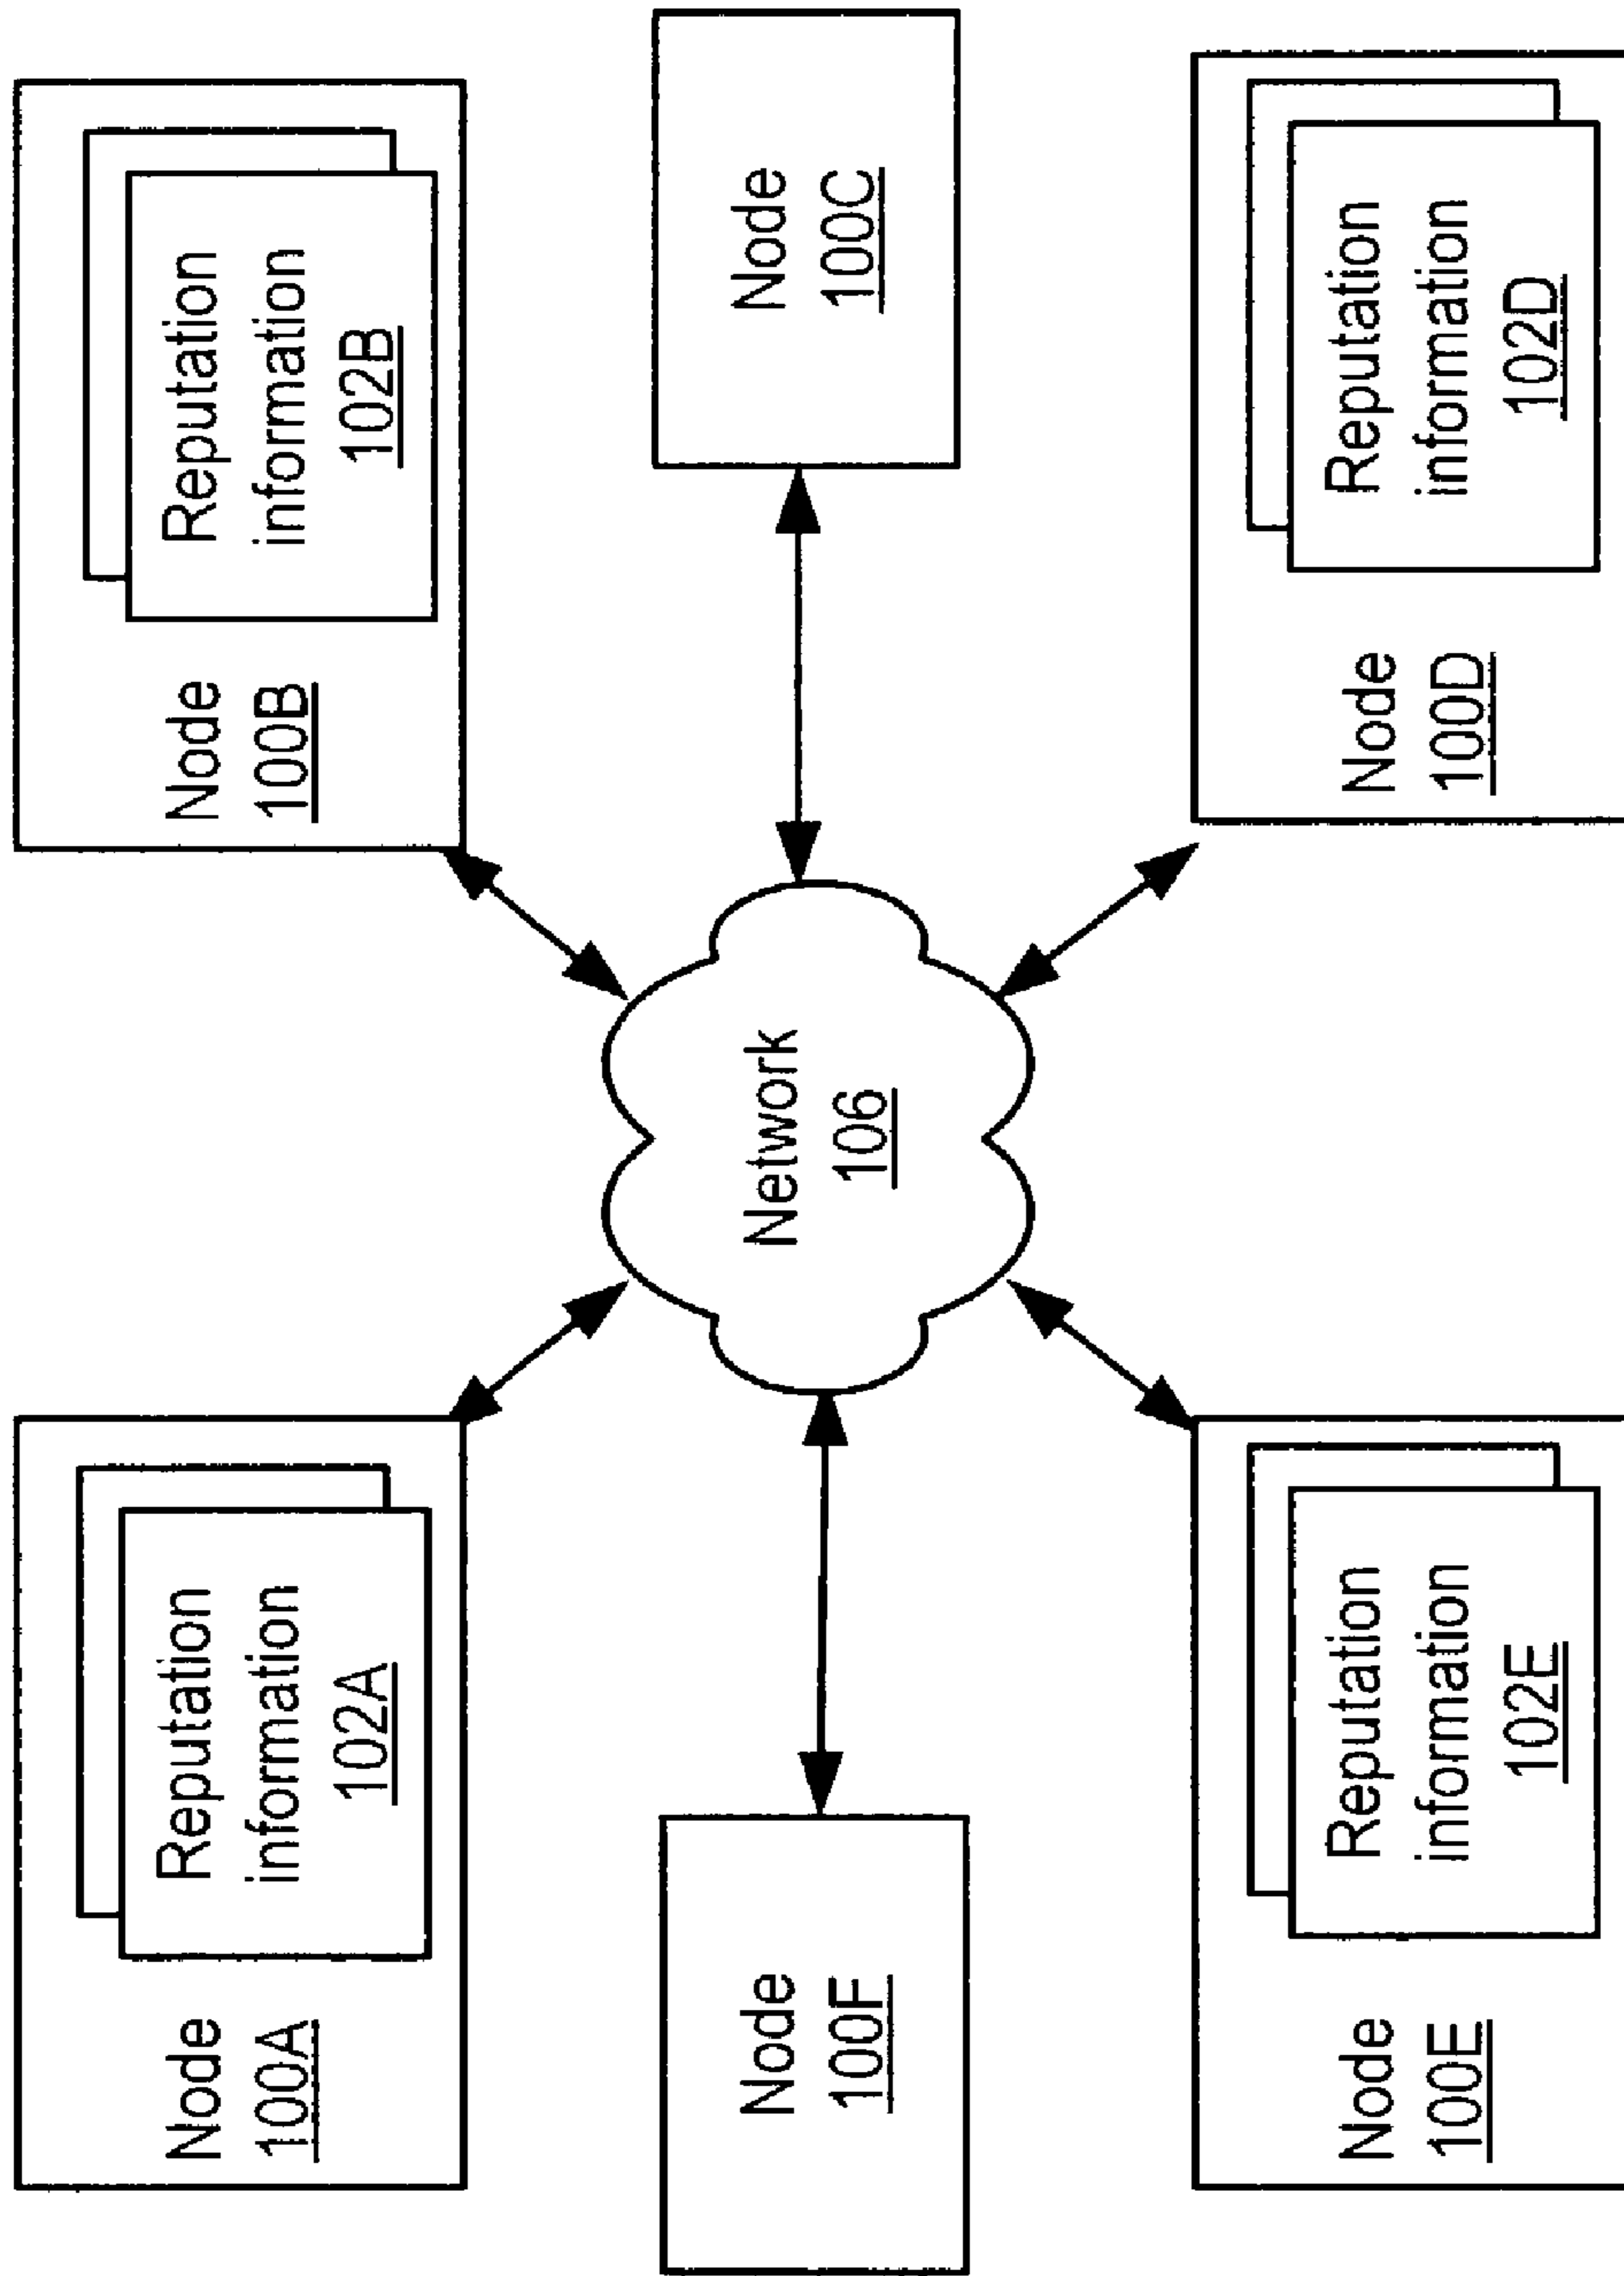 Node
100A
Reputation
information
102A
Node
100B
Reputation
information
102B
Node
100F
Network
106
Node
100C
Node
100E
Reputation
information
102E
Node
100D
Reputation
information
102D